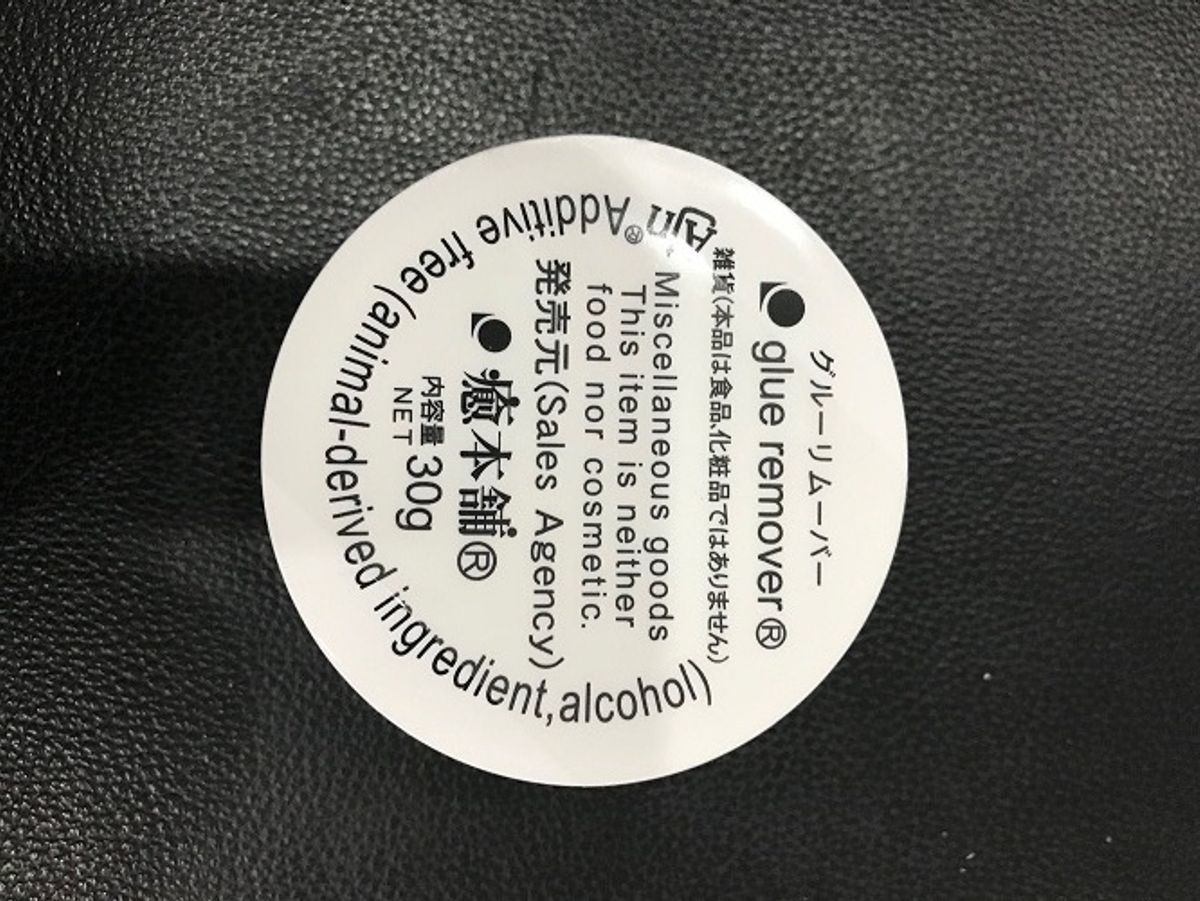 グルーリムーバー
glue remover®
雑貨(本品は食品、化粧品ではありません)
Miscellaneous goods
This item is neither
food nor cosmetic.
発売元(Sales Agency)
癒本舗®
内容量 30g
NET
® Additive free (animal-derived ingredient,alcohol)